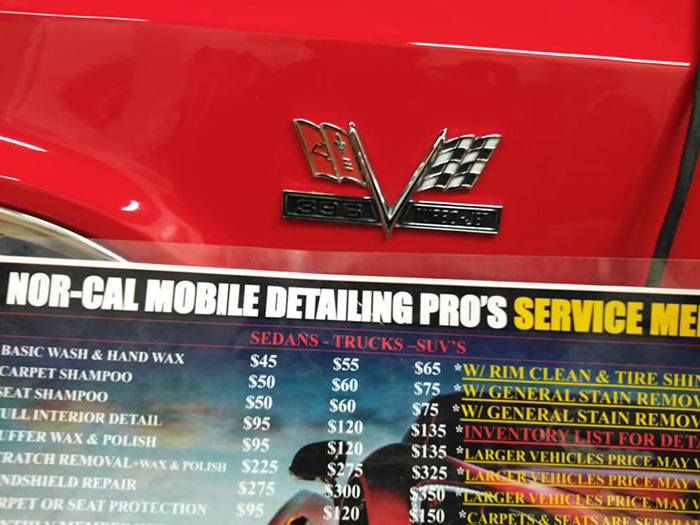 396 TURBO-JET
NOR-CAL MOBILE DETAILING PRO'S SERVICE ME
SEDANS - TRUCKS –SUV'S
BASIC WASH & HAND WAX $45 $55 $65 *W/ RIM CLEAN & TIRE SHI
CARPET SHAMPOO $50 $60 $75 *W/ GENERAL STAIN REMOV
SEAT SHAMPOO $50 $60 $75 *W/ GENERAL STAIN REMOV
ULL INTERIOR DETAIL $95 $120 $135 *INVENTORY LIST FOR DETA
UFFER WAX & POLISH $95 $120 $135 *LARGER VEHICLES PRICE MAY
RATCH REMOVAL+WAX & POLISH $225 $275 $325 *LARGER VEHICLES PRICE MAY
NDSHIELD REPAIR $275 $300 $350 *LARGER VEHICLES PRICE MAY
RPET OR SEAT PROTECTION $95 $120 $150 *CARPETS & SEATS ARE SEPA